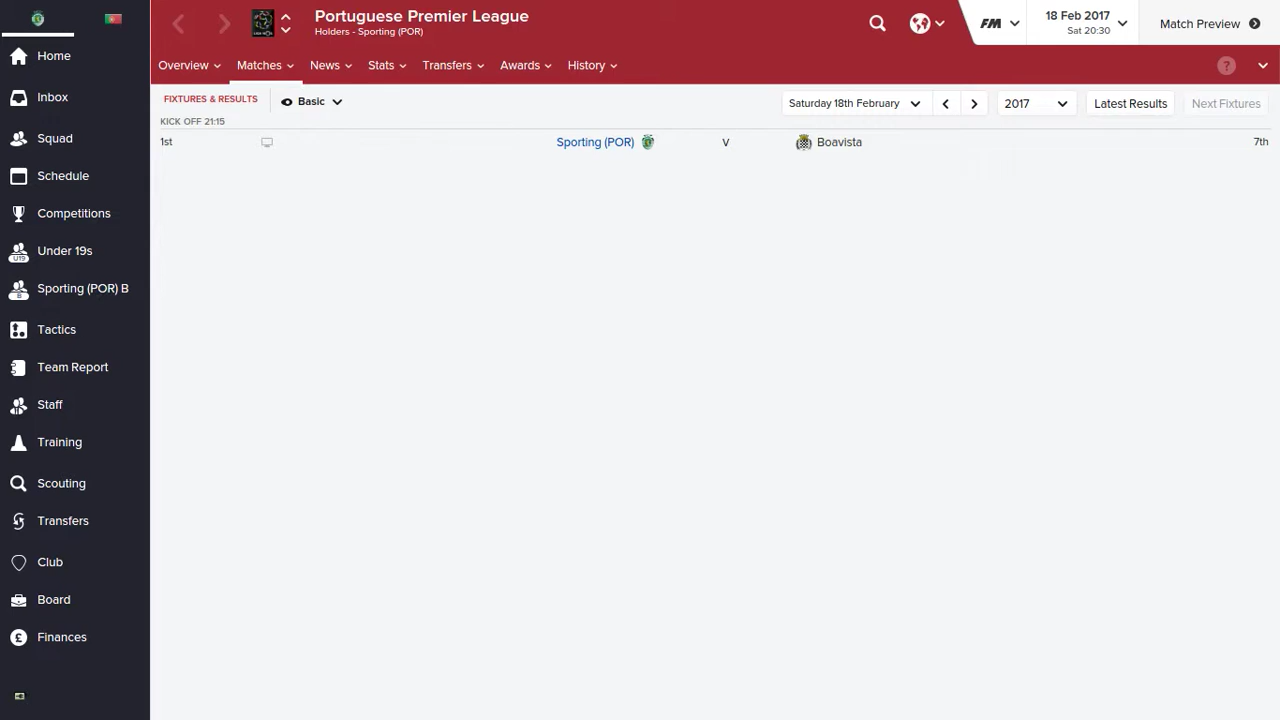 Portuguese Premier League
Holders - Sporting (POR)
FM
18 Feb 2017
Sat 20:30
Match Preview
Home
Inbox
Squad
Schedule
Competitions
U19
Under 19s
B
Sporting (POR) B
Tactics
Team Report
Staff
Training
Scouting
Transfers
Club
Board
£
Finances
Overview
Matches
News
Stats
Transfers
Awards
History
?
FIXTURES & RESULTS
Basic
Saturday 18th February
2017
Latest Results
Next Fixtures
KICK OFF 21:15
1st
Sporting (POR)
V
Boavista
7th